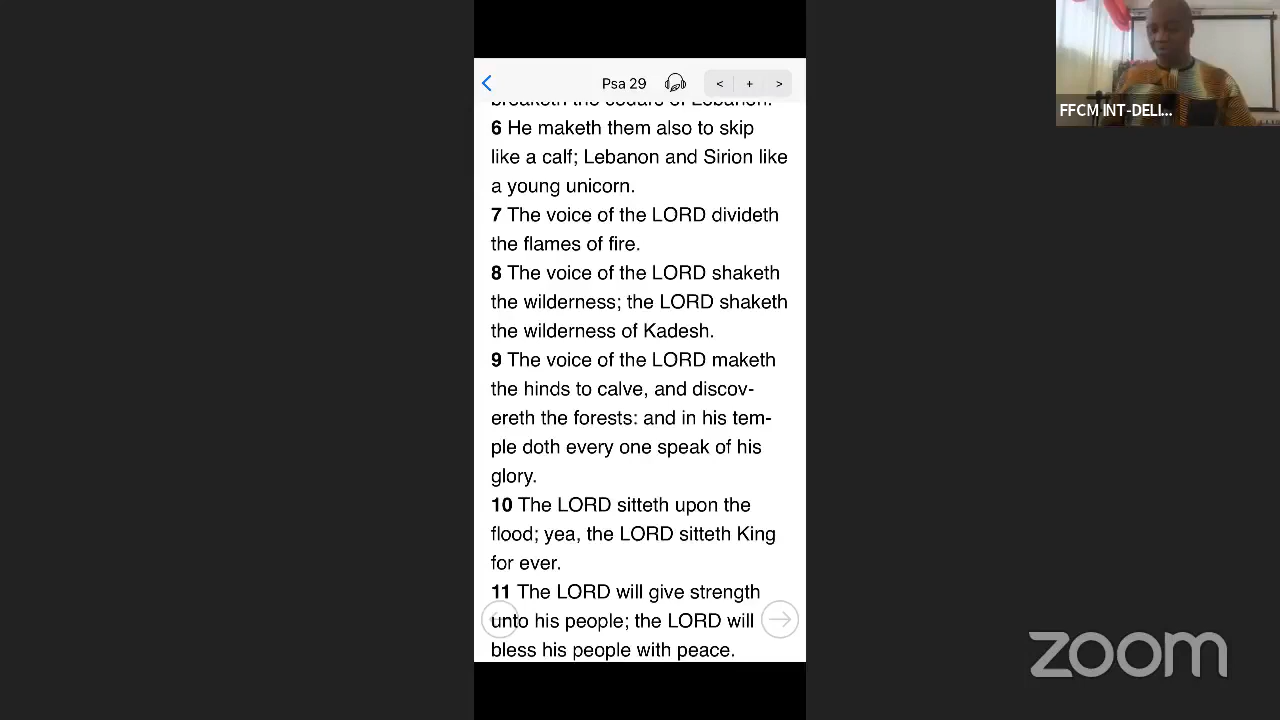 Psa 29
< + >
breaketh the cedars of Lebanon.
6 He maketh them also to skip
like a calf; Lebanon and Sirion like
a young unicorn.
7 The voice of the LORD divideth
the flames of fire.
8 The voice of the LORD shaketh
the wilderness; the LORD shaketh
the wilderness of Kadesh.
9 The voice of the LORD maketh
the hinds to calve, and discov-
ereth the forests: and in his tem-
ple doth every one speak of his
glory.
10 The LORD sitteth upon the
flood; yea, the LORD sitteth King
for ever.
11 The LORD will give strength
unto his people; the LORD will
bless his people with peace.
FFCM INT-DELI...
zoom